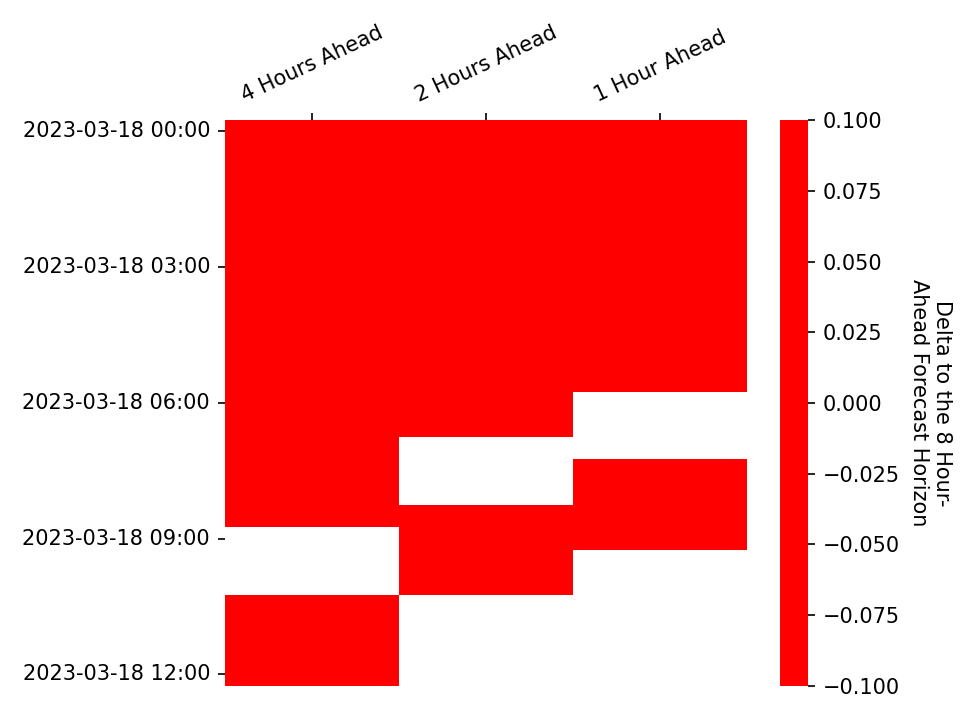 4 Hours Ahead
2 Hours Ahead
1 Hour Ahead
2023-03-18 00:00
2023-03-18 03:00
2023-03-18 06:00
2023-03-18 09:00
2023-03-18 12:00
0.100
0.075
0.050
0.025
0.000
−0.025
−0.050
−0.075
−0.100
Delta to the 8 Hour-
Ahead Forecast Horizon